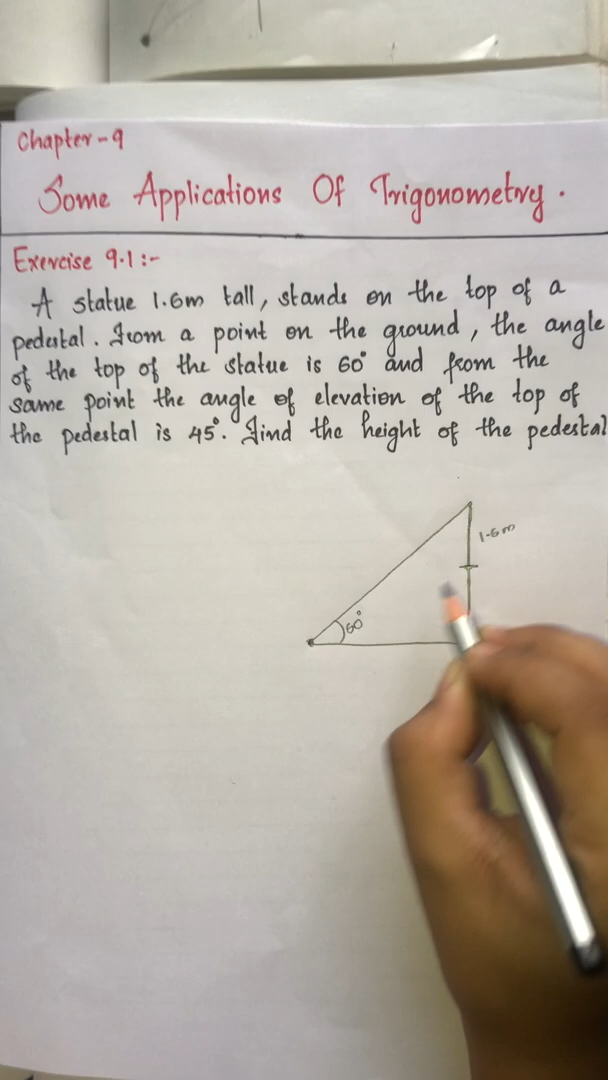 Chapter-9
Some Applications Of Trigonometry.
Exercise 9.1:-
A statue 1.6m tall, stands on the top of a
pedestal. From a point on the ground, the angle
of the top of the statue is 60° and from the
same point the angle of elevation of the top of
the pedestal is 45°. Find the height of the pedestal
1.6m
60°